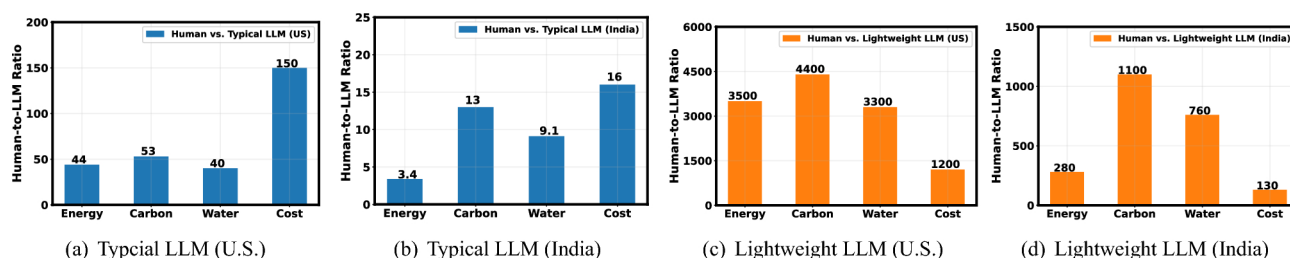 Human-to-LLM Ratio
200
150
100
50
0
Human vs. Typical LLM (US)
44
53
40
150
Energy
Carbon
Water
Cost
(a) Typcial LLM (U.S.)
Human-to-LLM Ratio
25
20
15
10
5
0
Human vs. Typical LLM (India)
3.4
13
9.1
16
Energy
Carbon
Water
Cost
(b) Typical LLM (India)
Human-to-LLM Ratio
6000
4500
3000
1500
0
Human vs. Lightweight LLM (US)
3500
4400
3300
1200
Energy
Carbon
Water
Cost
(c) Lightweight LLM (U.S.)
Human-to-LLM Ratio
1500
1000
500
0
Human vs. Lightweight LLM (India)
280
1100
760
130
Energy
Carbon
Water
Cost
(d) Lightweight LLM (India)